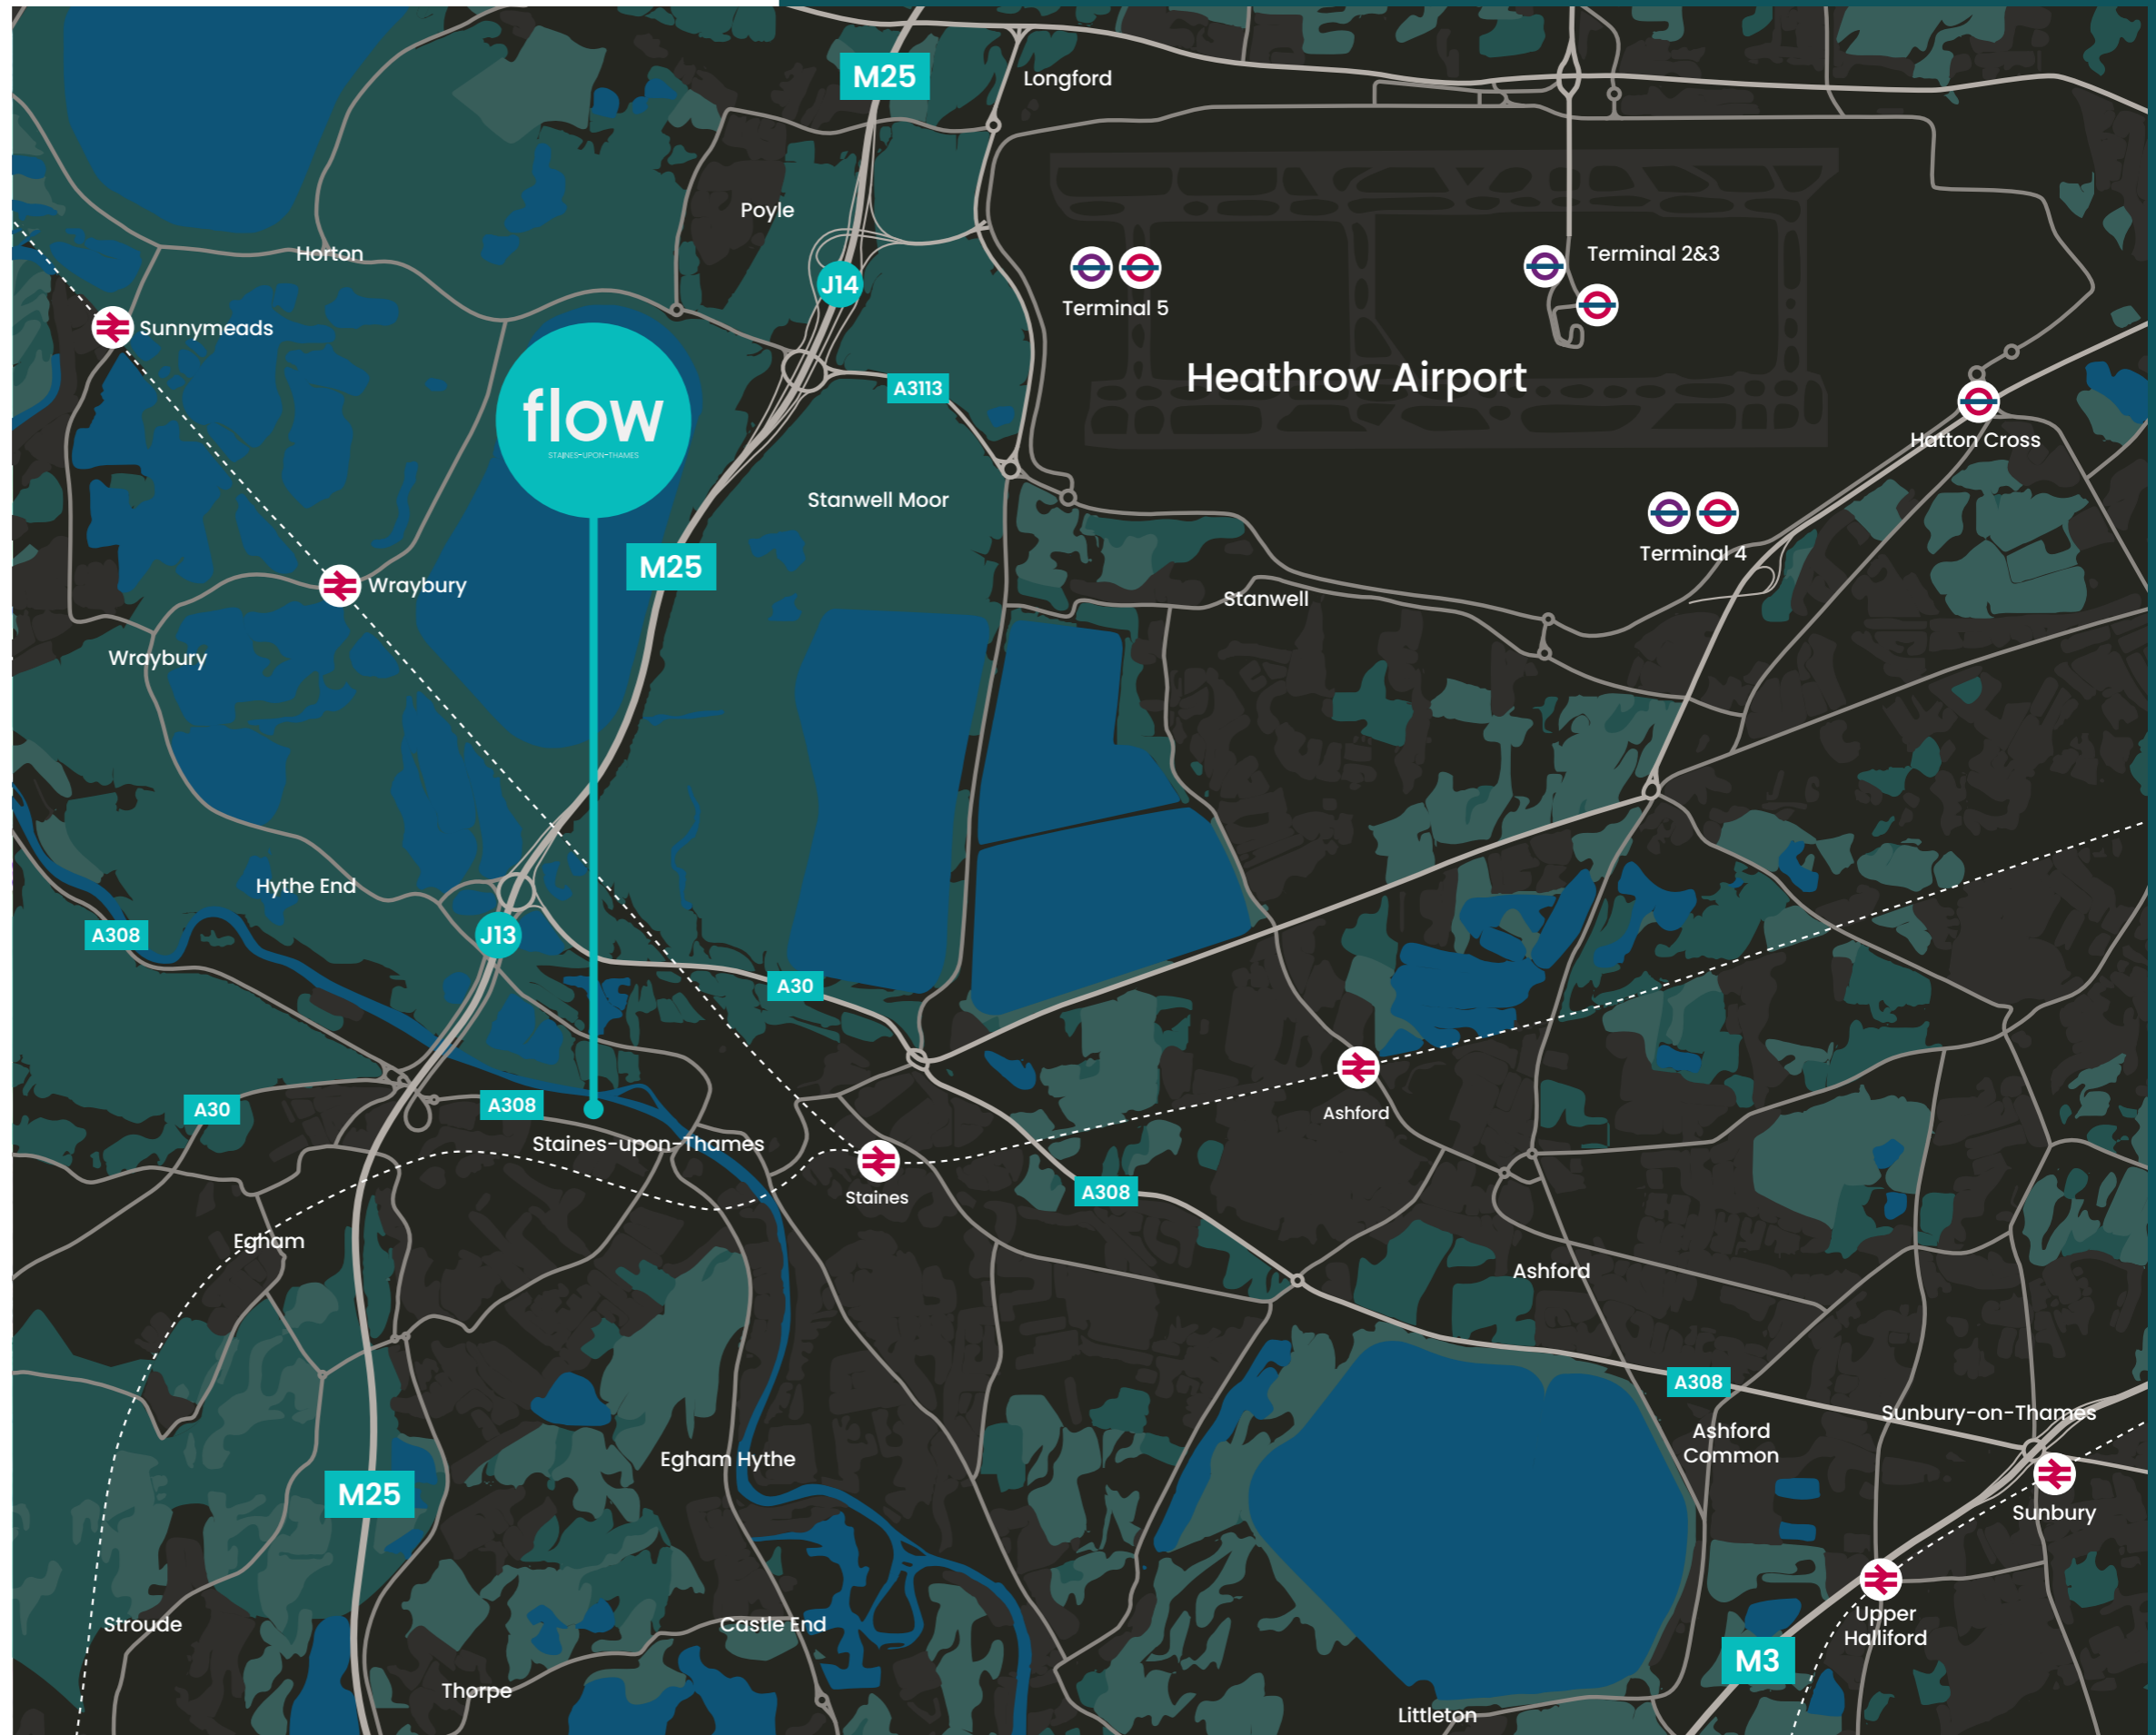 M25
Longford
Poyle
Horton
J14
Terminal 5
Terminal 2&3
Sunnymeads
Heathrow Airport
A3113
flow
STAINES-UPON-THAMES
Hatton Cross
Stanwell Moor
Terminal 4
M25
Wraybury
Stanwell
Wraybury
Hythe End
A308
J13
A30
A30
A308
Ashford
Staines-upon-Thames
Staines
A308
Egham
Ashford
A308
Sunbury-on-Thames
Ashford
Common
Egham Hythe
M25
Sunbury
Upper
Halliford
Stroude
Castle End
M3
Thorpe
Littleton